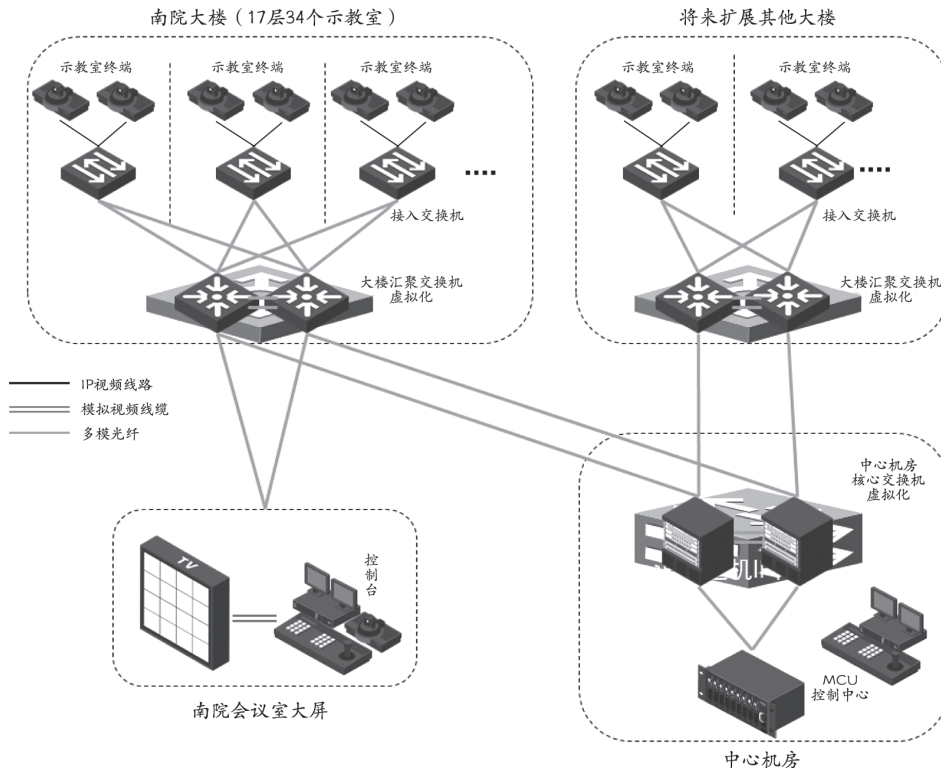 南院大楼（17层34个示教室）
将来扩展其他大楼
示教室终端
示教室终端
示教室终端
示教室终端
示教室终端
接入交换机
接入交换机
大楼汇聚交换机
虚拟化
大楼汇聚交换机
虚拟化
IP视频线路
模拟视频线缆
多模光纤
中心机房
核心交换机
虚拟化
TV
控制台
MCU
控制中心
南院会议室大屏
中心机房